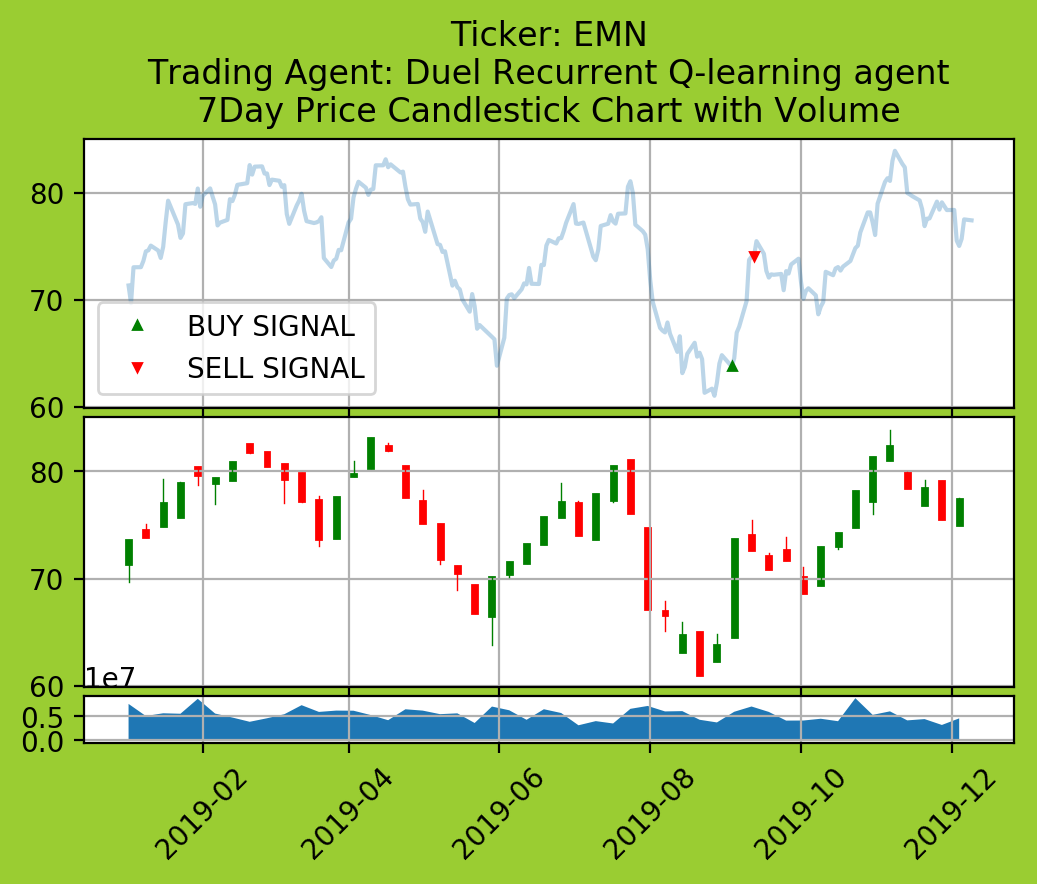 Ticker: EMN
Trading Agent: Duel Recurrent Q-learning agent
7Day Price Candlestick Chart with Volume
80
70
60
BUY SIGNAL
SELL SIGNAL
80
70
60
1e7
0.5
0.0
2019-02
2019-04
2019-06
2019-08
2019-10
2019-12